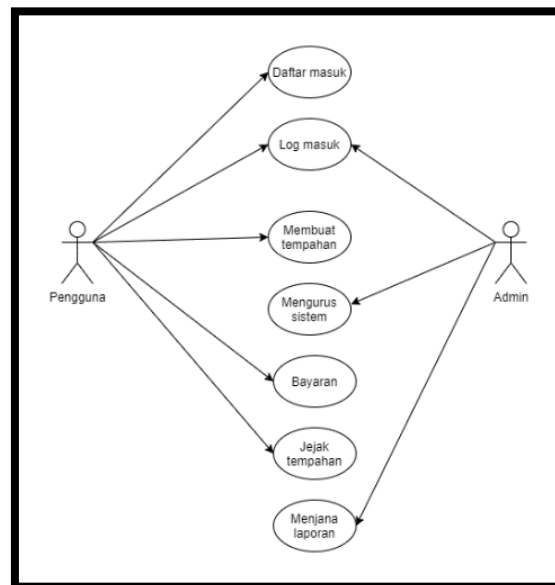 Daftar masuk
Log masuk
Membuat
tempahan
Pengguna
Admin
Mengurus
sistem
Bayaran
Jejak
tempahan
Menjana
laporan